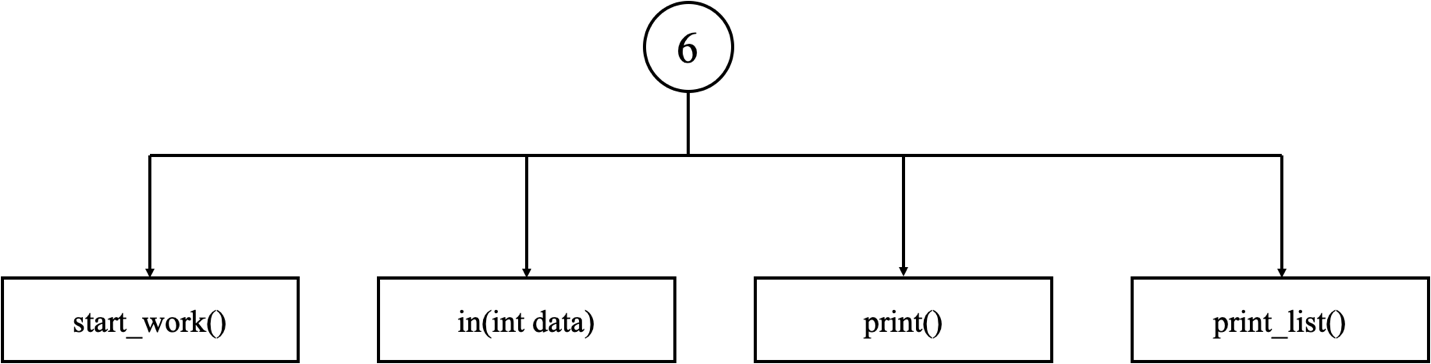 6
start_work()
in(int data)
print()
print_list()